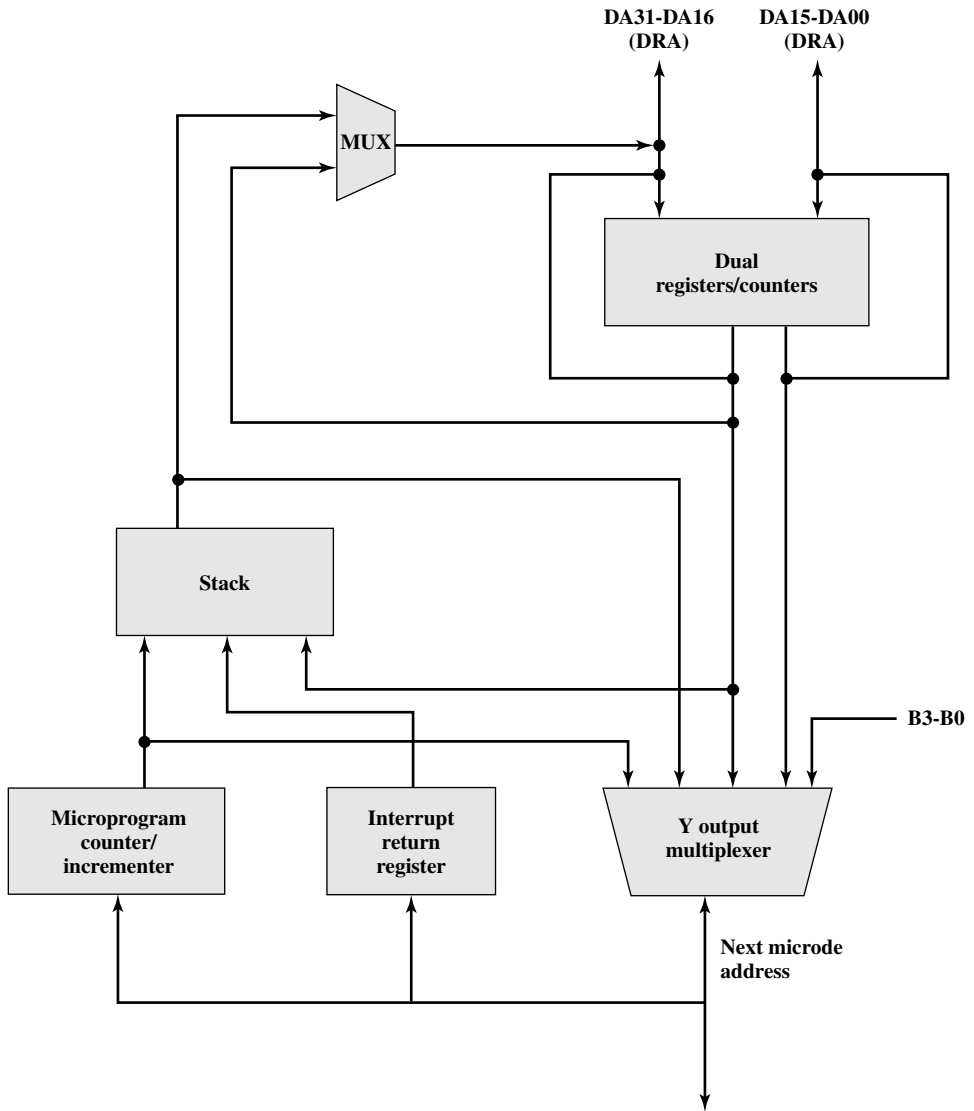 DA31-DA16
(DRA)
DA15-DA00
(DRA)
MUX
Dual
registers/counters
Stack
B3-B0
Microprogram
counter/
incrementer
Interrupt
return
register
Y output
multiplexer
Next microde
address